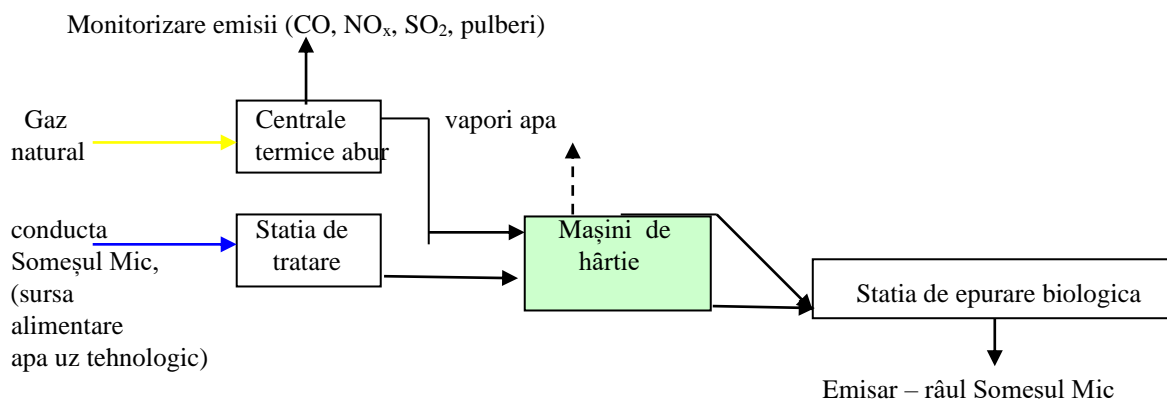 Monitorizare emisii (CO, NOₓ, SO₂, pulberi)
Gaz
natural
Centrale
termice abur
vapori apa
conducta
Someșul Mic,
(sursa
alimentare
apa uz tehnologic)
Statia de
tratare
Mașini de
hârtie
Statia de epurare biologica
Emisar – râul Somesul Mic